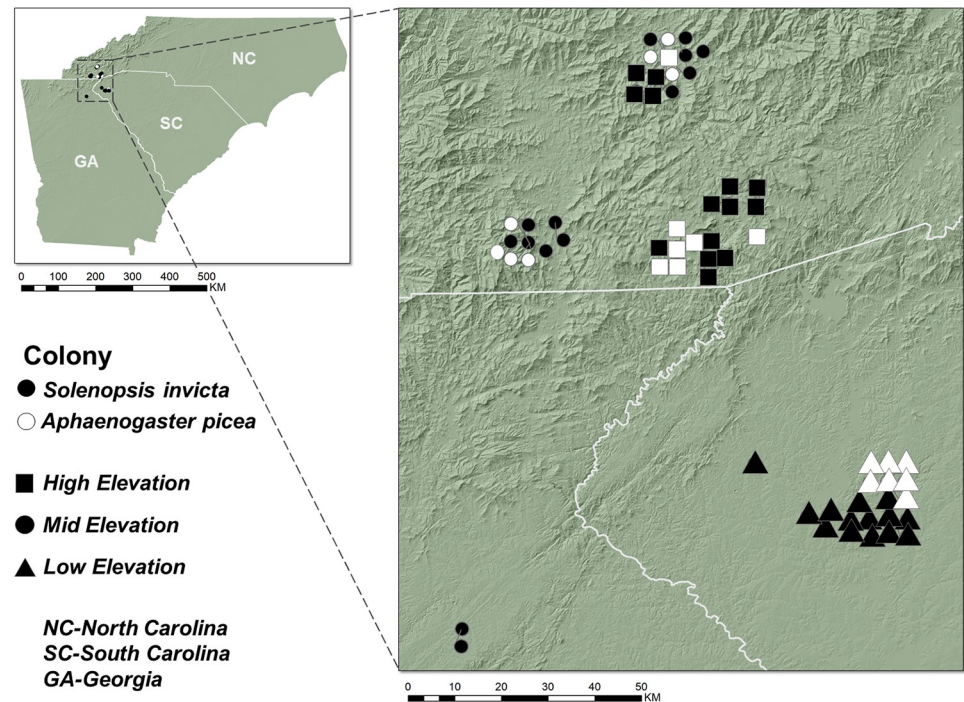 NC
SC
GA
0 100 200 300 400 500
KM
Colony
Solenopsis invicta
Aphaenogaster picea
High Elevation
Mid Elevation
Low Elevation
NC-North Carolina
SC-South Carolina
GA-Georgia
0 10 20 30 40 50
KM